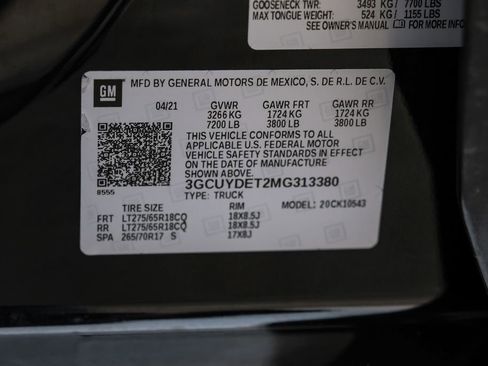 GOOSENECK TWR: 3493 KG/ 7700 LBS
MAX TONGUE WEIGHT: 524 KG / 1155 LBS
SEE OWNER'S MANUAL FOR MORE
GM
MFD BY GENERAL MOTORS DE MEXICO, S. DE R.L. DE C.V.
04/21 GVWR GAWR FRT GAWR RR
3266 KG 1724 KG 1724 KG
7200 LB 3800 LB 3800 LB
THIS VEHICLE CONFORMS TO ALL
APPLICABLE U.S. FEDERAL MOTOR
VEHICLE SAFETY STANDARDS IN EFFECT
ON THE DATE OF MANUFACTURE
SHOWN ABOVE.
8555
3GCUYDET2MG313380
TYPE: TRUCK MODEL: 20CK10543
TIRE SIZE RIM
FRT LT275/65R18CQ 18X8.5J
RR LT275/65R18CQ 18X8.5J
SPA 265/70R17 S 17X8J